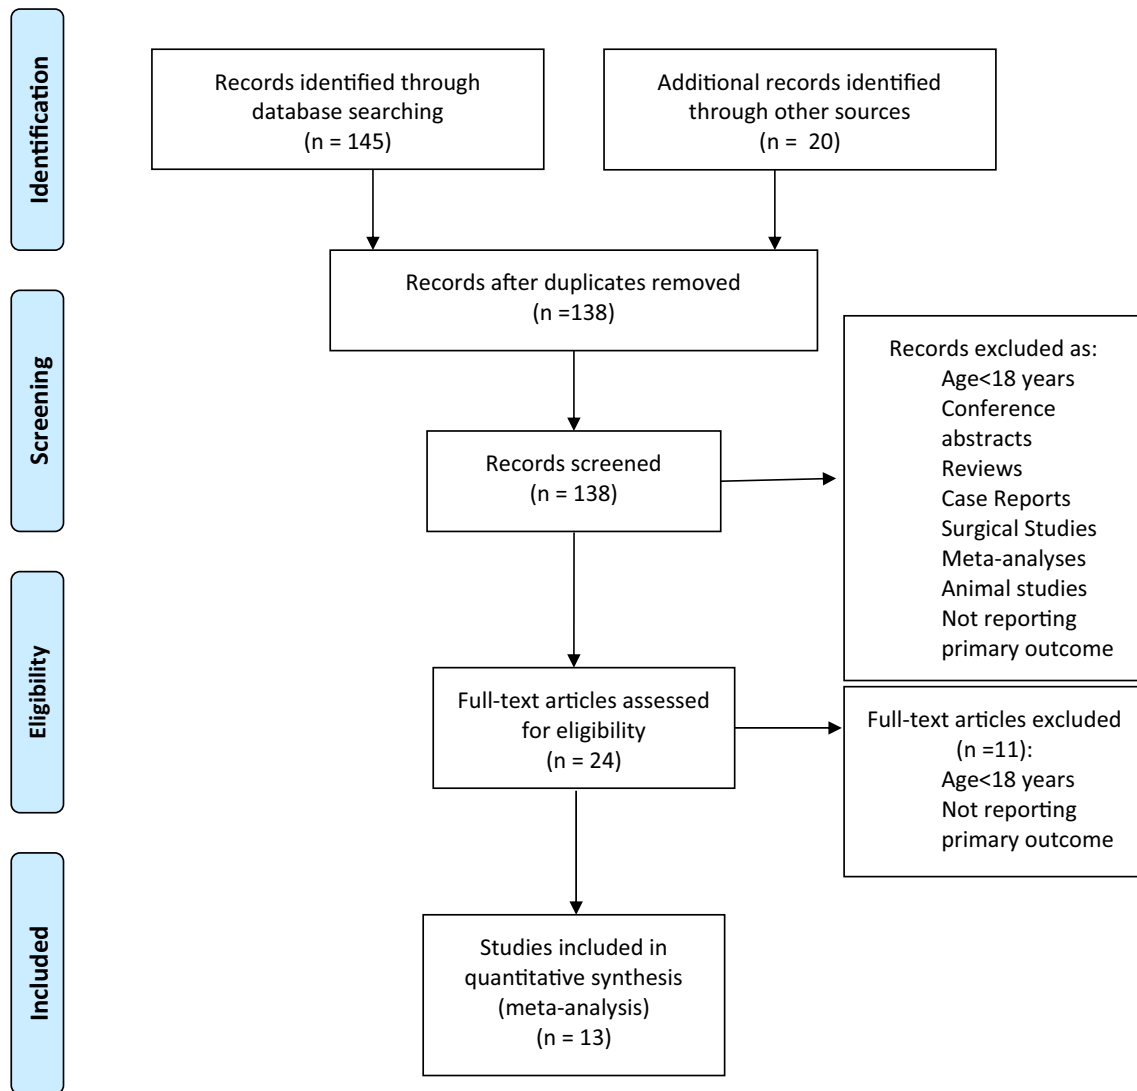 Identification
Records identified through
database searching
(n = 145)
Additional records identified
through other sources
(n =  20)
Records after duplicates removed
(n =138)
Screening
Records screened
(n = 138)
Records excluded as:
Age<18 years
Conference
abstracts
Reviews
Case Reports
Surgical Studies
Meta-analyses
Animal studies
Not reporting
primary outcome
Eligibility
Full-text articles assessed
for eligibility
(n = 24)
Full-text articles excluded
(n =11):
Age<18 years
Not reporting
primary outcome
Included
Studies included in
quantitative synthesis
(meta-analysis)
(n = 13)